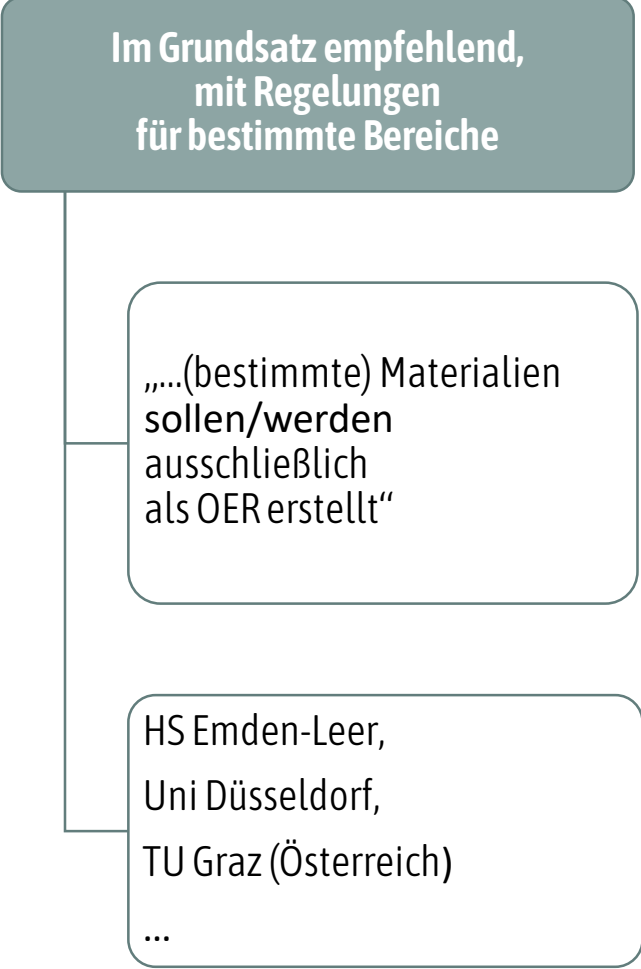 Im Grundsatz empfehlend,
mit Regelungen
für bestimmte Bereiche
„...(bestimmte) Materialien
sollen/werden
ausschließlich
als OER erstellt“
HS Emden-Leer,
Uni Düsseldorf,
TU Graz (Österreich)
...